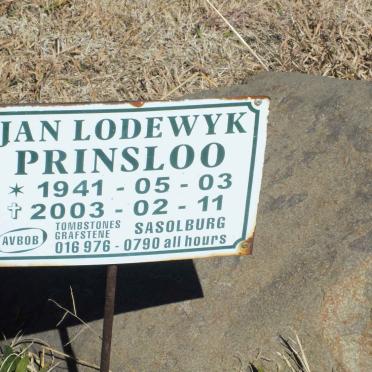 JAN LODEWYK
PRINSLOO
✶ 1941 - 05 - 03
✝ 2003 - 02 - 11
AVBOB
TOMBSTONES
GRAFSTENE
SASOLBURG
016 976 - 0790 all hours